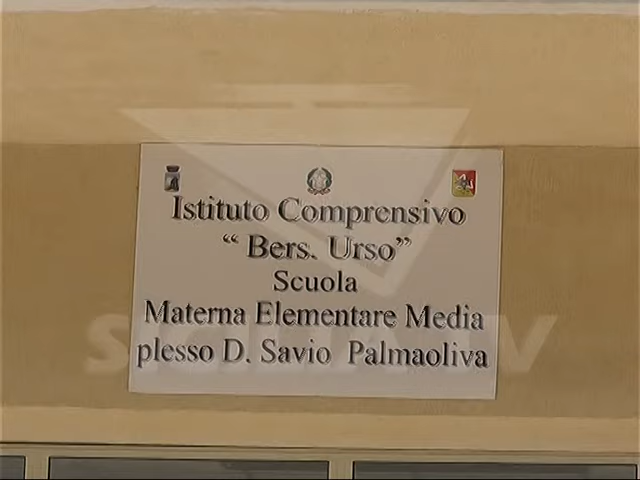 Istituto Comprensivo
“ Bers. Urso”
Scuola
Materna Elementare Media
plesso D. Savio Palmaoliva